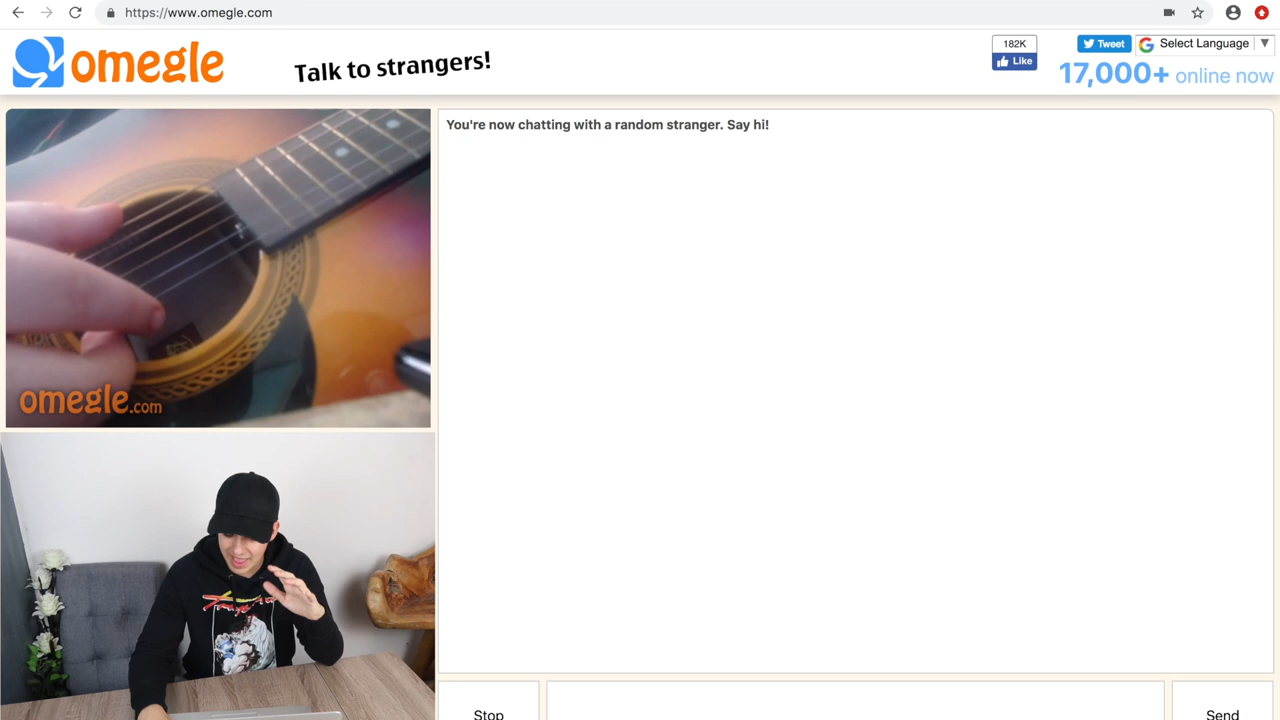 https://www.omegle.com
omegle
Talk to strangers!
182K
Like
Tweet
Select Language
17,000+ online now
You're now chatting with a random stranger. Say hi!
omegle.com
Stop
Send